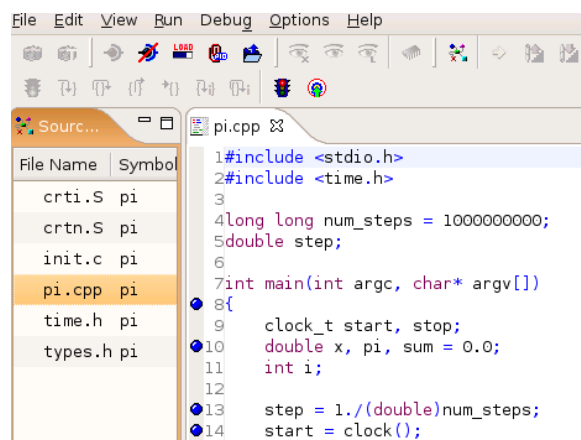 File Edit View Run Debug Options Help
LOAD
Sourc...
pi.cpp
File Name Symbol
crti.S pi
crtn.S pi
init.c pi
pi.cpp pi
time.h pi
types.h pi
1#include <stdio.h>
2#include <time.h>
3
4long long num_steps = 1000000000;
5double step;
6
7int main(int argc, char* argv[])
8{
9 clock_t start, stop;
10 double x, pi, sum = 0.0;
11 int i;
12
13 step = 1./(double)num_steps;
14 start = clock();